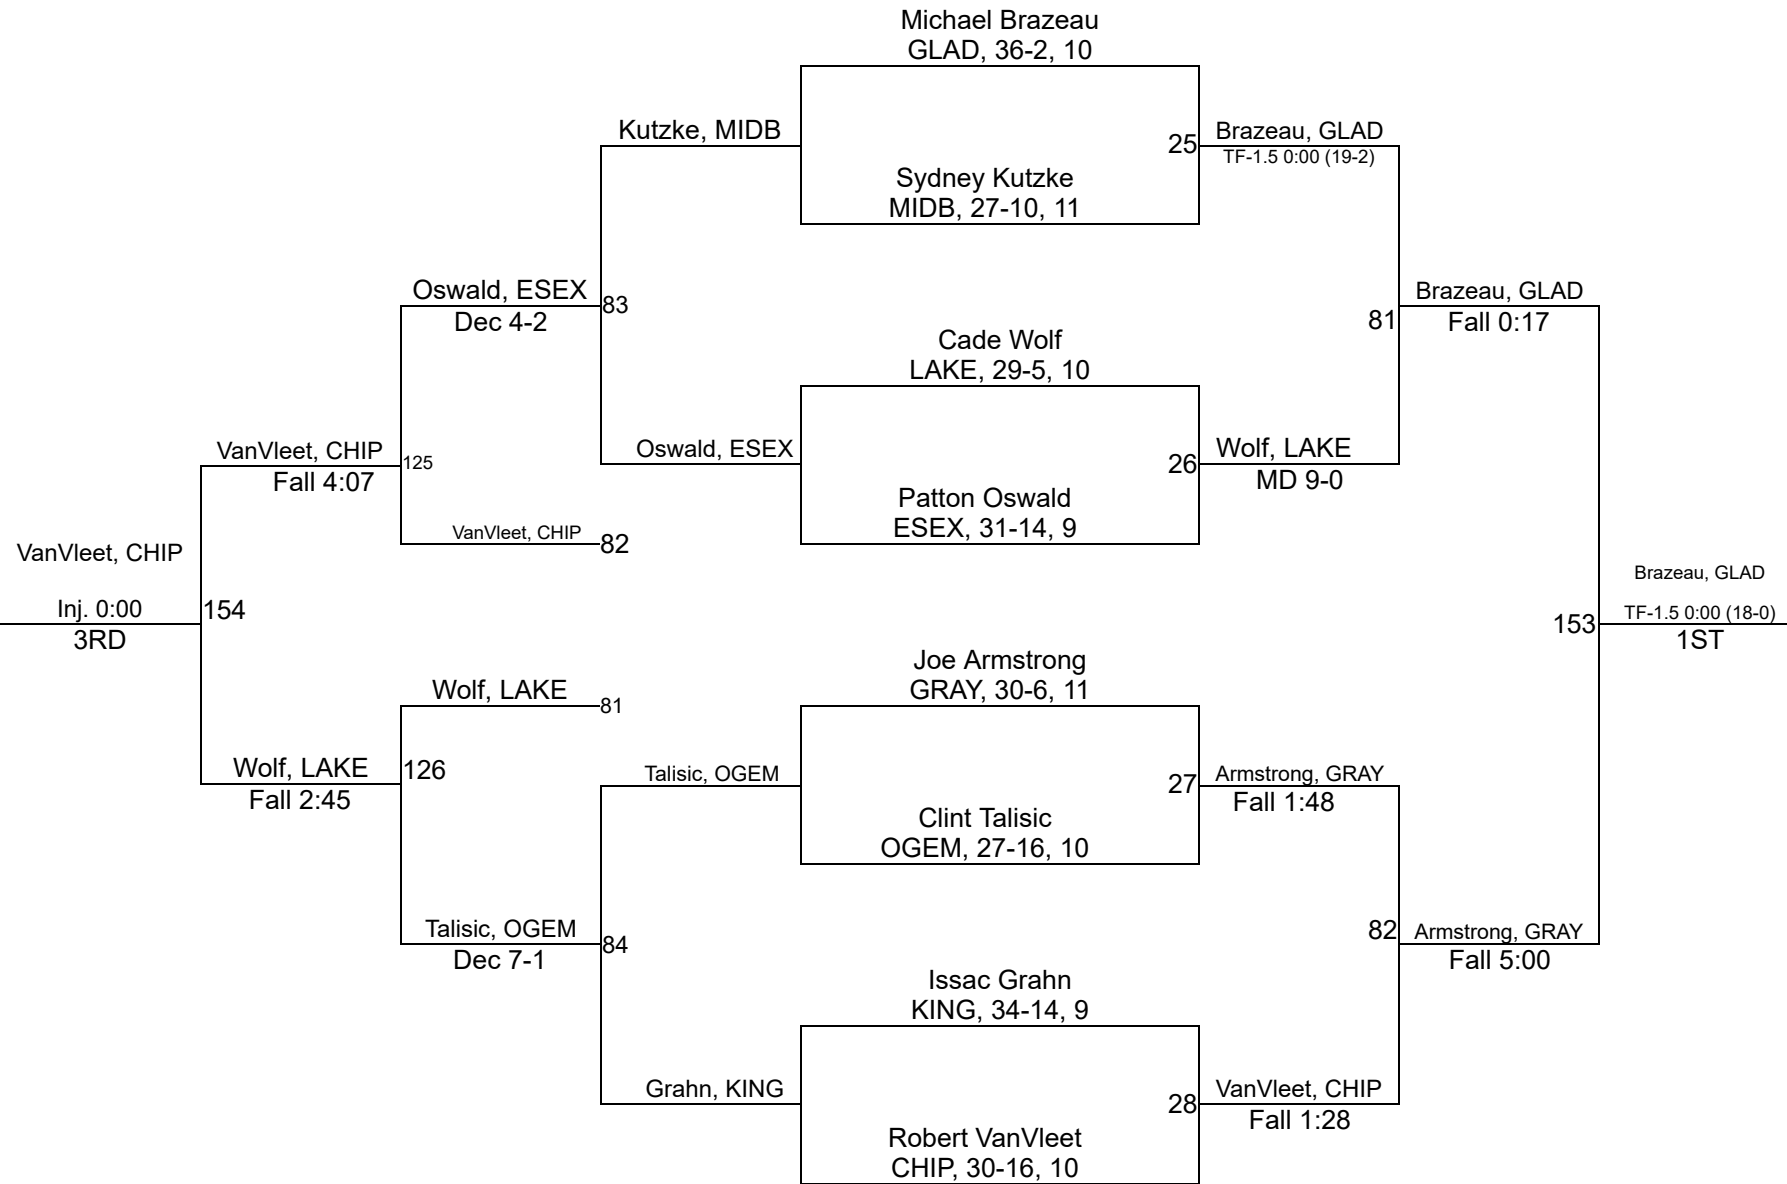 Michael Brazeau
GLAD, 36-2, 10
Kutzke, MIDB
25
Brazeau, GLAD
TF-1.5 0:00 (19-2)
Sydney Kutzke
MIDB, 27-10, 11
Oswald, ESEX
Dec 4-2
83
Brazeau, GLAD
Fall 0:17
81
Cade Wolf
LAKE, 29-5, 10
VanVleet, CHIP
Fall 4:07
125
Oswald, ESEX
26
Wolf, LAKE
MD 9-0
Patton Oswald
ESEX, 31-14, 9
VanVleet, CHIP
82
VanVleet, CHIP
Inj. 0:00
3RD
154
Brazeau, GLAD
TF-1.5 0:00 (18-0)
1ST
153
Joe Armstrong
GRAY, 30-6, 11
Wolf, LAKE
81
Wolf, LAKE
Fall 2:45
126
Talisic, OGEM
27
Armstrong, GRAY
Fall 1:48
Clint Talisic
OGEM, 27-16, 10
Talisic, OGEM
Dec 7-1
84
82
Armstrong, GRAY
Fall 5:00
Issac Grahn
KING, 34-14, 9
Grahn, KING
28
VanVleet, CHIP
Fall 1:28
Robert VanVleet
CHIP, 30-16, 10